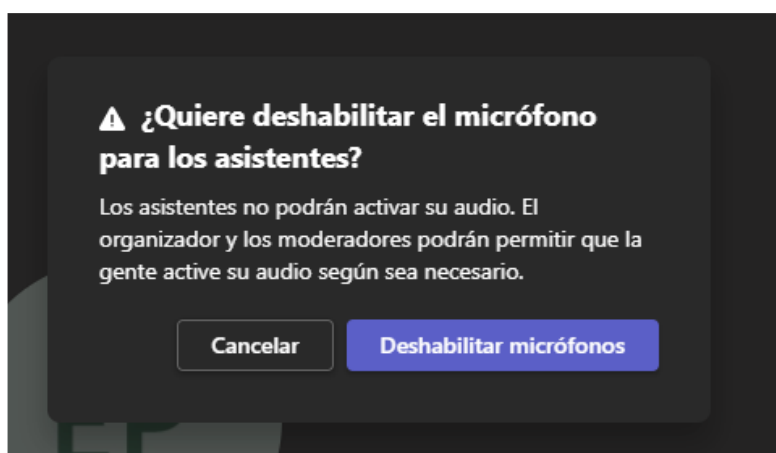 ¿Quiere deshabilitar el micrófono
para los asistentes?
Los asistentes no podrán activar su audio. El
organizador y los moderadores podrán permitir que la
gente active su audio según sea necesario.
Cancelar Deshabilitar micrófonos
EP